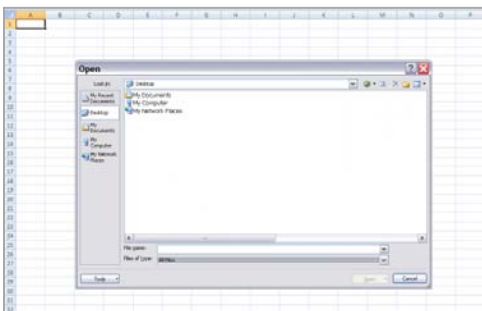 A B C D E F G H I J K L M N O P
Open
Look in: Desktop
My Recent Documents
Desktop
My Documents
My Computer
My Network Places
My Documents
My Computer
My Network Places
File name:
Files of type: All Files
Tools
Open
Cancel